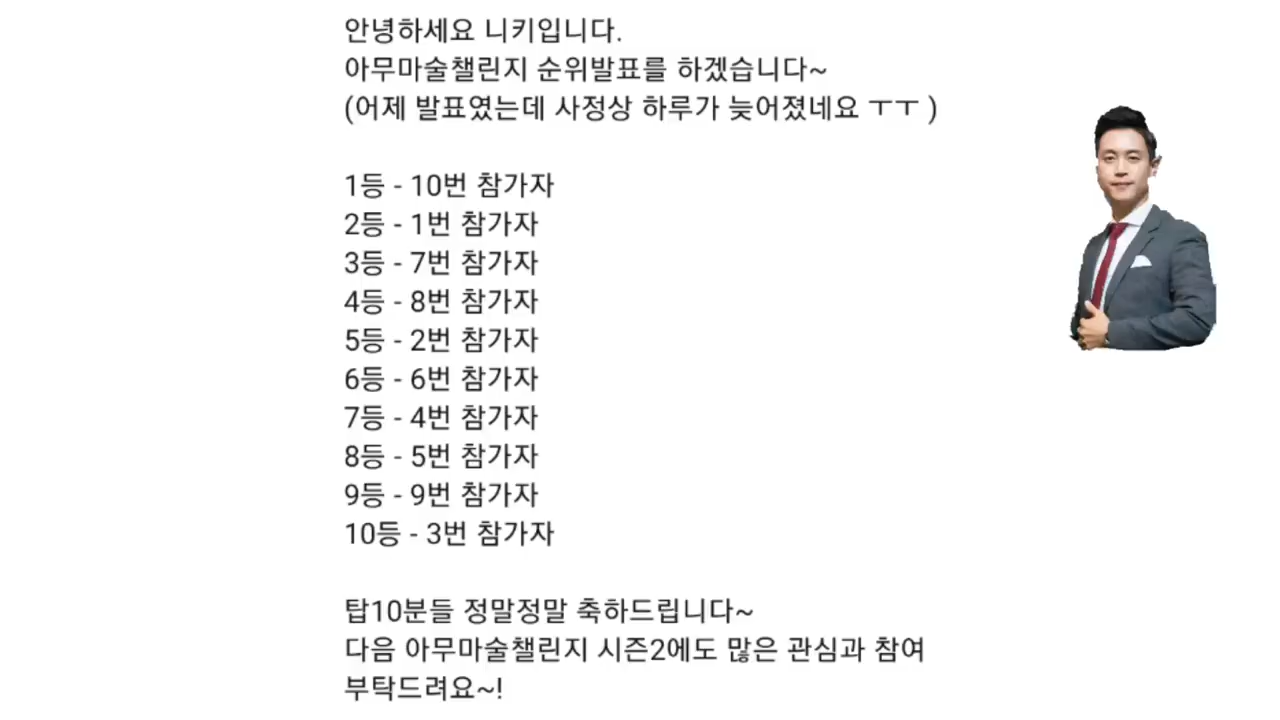 안녕하세요 니키입니다.
아무마술챌린지 순위발표를 하겠습니다~
(어제 발표였는데 사정상 하루가 늦어졌네요 ㅜㅜ )
1등 - 10번 참가자
2등 - 1번 참가자
3등 - 7번 참가자
4등 - 8번 참가자
5등 - 2번 참가자
6등 - 6번 참가자
7등 - 4번 참가자
8등 - 5번 참가자
9등 - 9번 참가자
10등 - 3번 참가자
탑10분들 정말정말 축하드립니다~
다음 아무마술챌린지 시즌2에도 많은 관심과 참여
부탁드려요~!